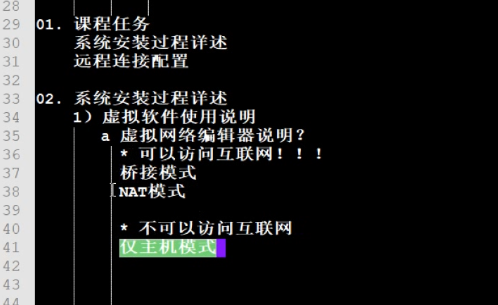 28
29 01. 课程任务
30 系统安装过程详述
31 远程连接配置
32
33 02. 系统安装过程详述
34 1）虚拟软件使用说明
35 a 虚拟网络编辑器说明？
36 * 可以访问互联网！！！
37 桥接模式
38 NAT模式
39
40 * 不可以访问互联网
41 仅主机模式
42
43
44